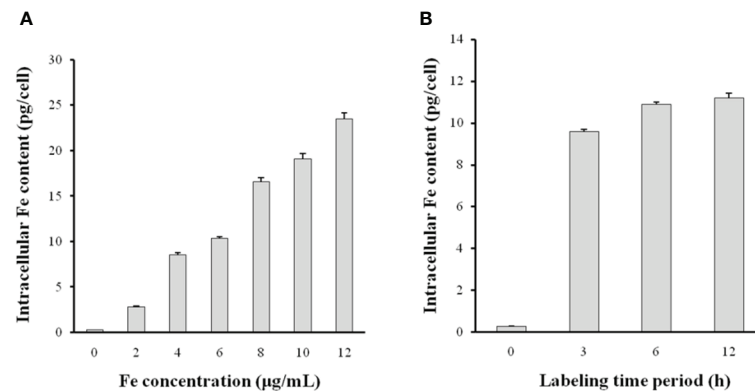 A
Intracellular Fe content (pg/cell)
30
25
20
15
10
5
0
0 2 4 6 8 10 12
Fe concentration (μg/mL)
B
Intracellular Fe content (pg/cell)
14
12
10
8
6
4
2
0
0 3 6 12
Labeling time period (h)